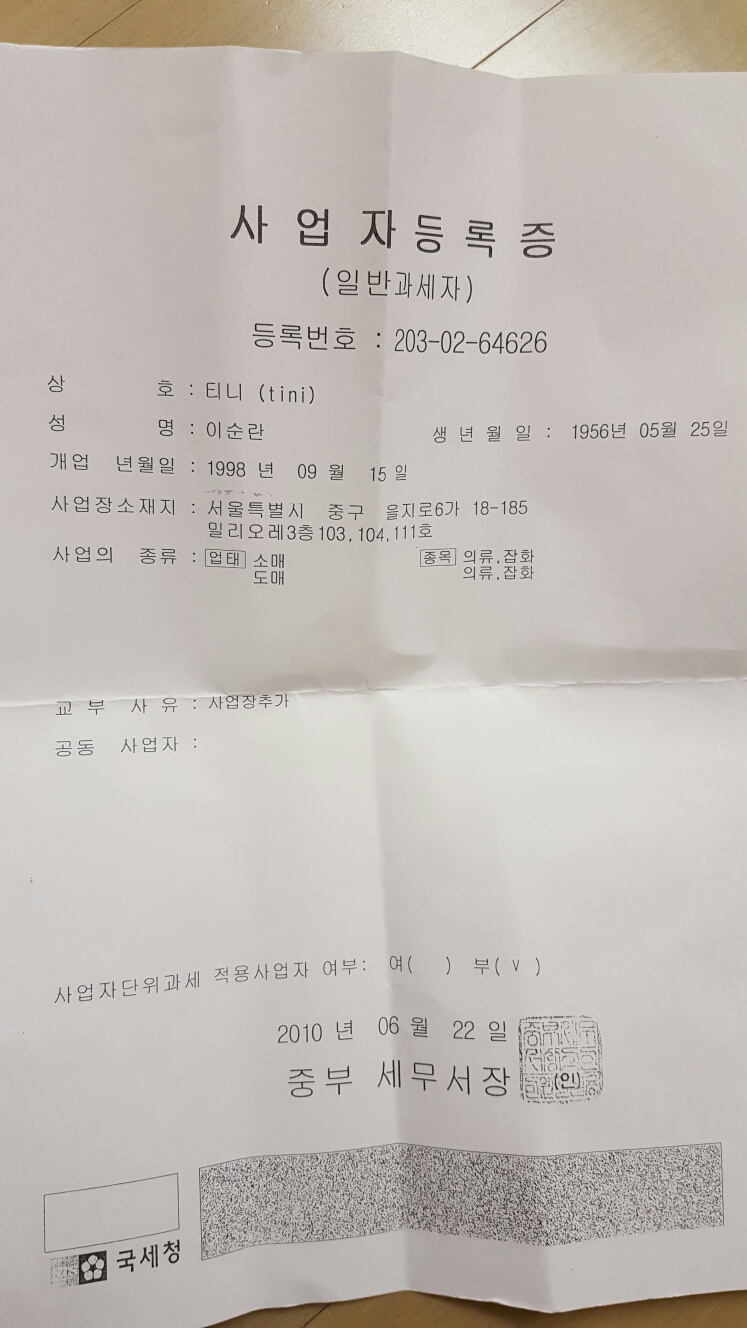 사업자등록증
(일반과세자)
등록번호 : 203-02-64626
상 호 : 티니 (tini)
성 명 : 이순란 생년월일 : 1956년 05월 25일
개업 년월일 : 1998 년 09 월 15 일
사업장소재지 : 서울특별시 중구 을지로6가 18-185
밀리오레3층103,104,111호
사업의 종류 : 업태 소매 종목 의류,잡화
도매 의류,잡화
교부 사유 : 사업장추가
공동 사업자 :
사업자단위과세 적용사업자 여부: 여( ) 부( v )
2010 년 06 월 22 일
중부 세무서장
(인)
국세청